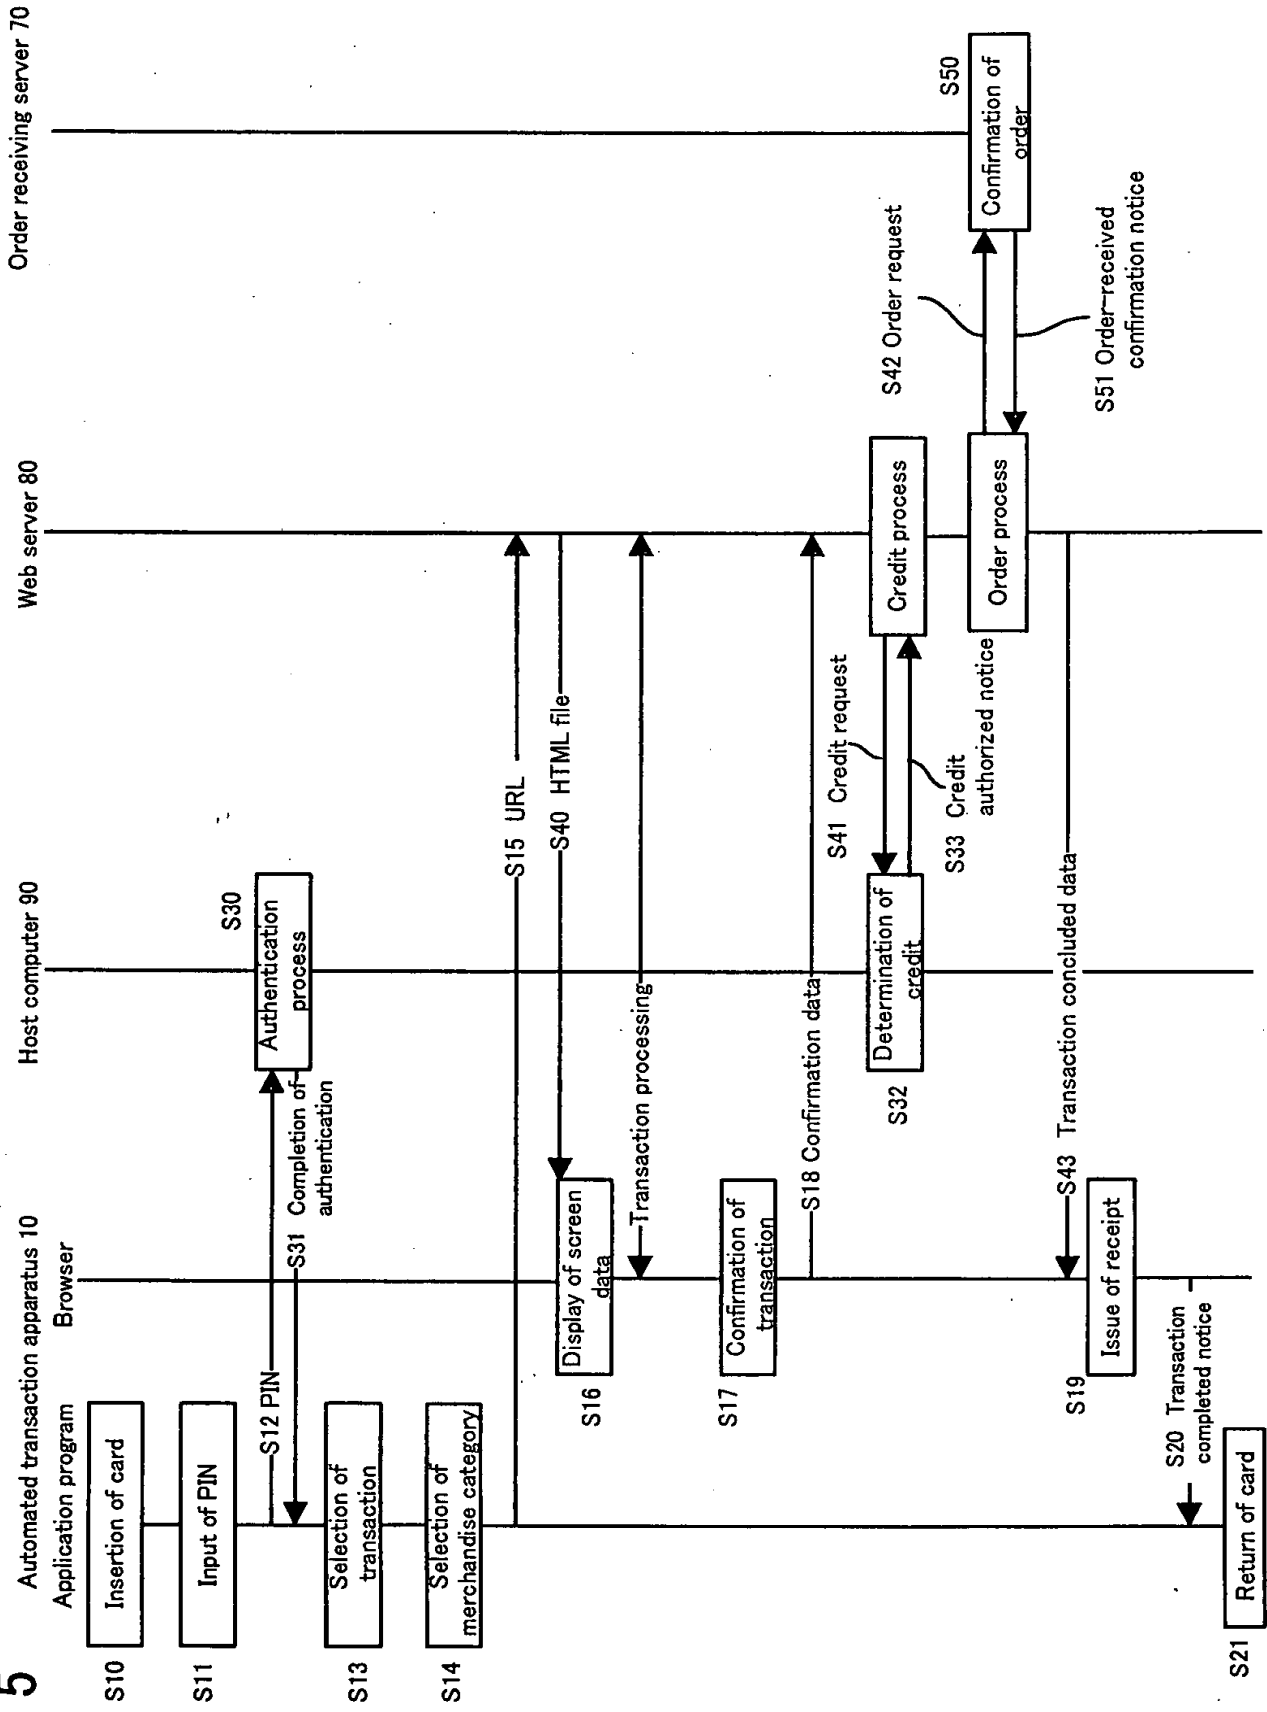 5
Automated transaction apparatus 10
Host computer 90
Web server 80
Order receiving server 70
Application program
Browser
S10
Insertion of card
S11
Input of PIN
S12 PIN
S30
Authentication
process
S31 Completion of
authentication
S13
Selection of
transaction
S14
Selection of
merchandise category
S15 URL
S40 HTML file
S16
Display of screen
data
Transaction processing
S17
Confirmation of
transaction
S18 Confirmation data
S41 Credit request
Credit process
S32
Determination of
credit
S33 Credit
authorized notice
S42 Order request
S50
Order process
Confirmation of
order
S51 Order-received
confirmation notice
S43 Transaction concluded data
S19
Issue of receipt
S20 Transaction
completed notice
S21
Return of card